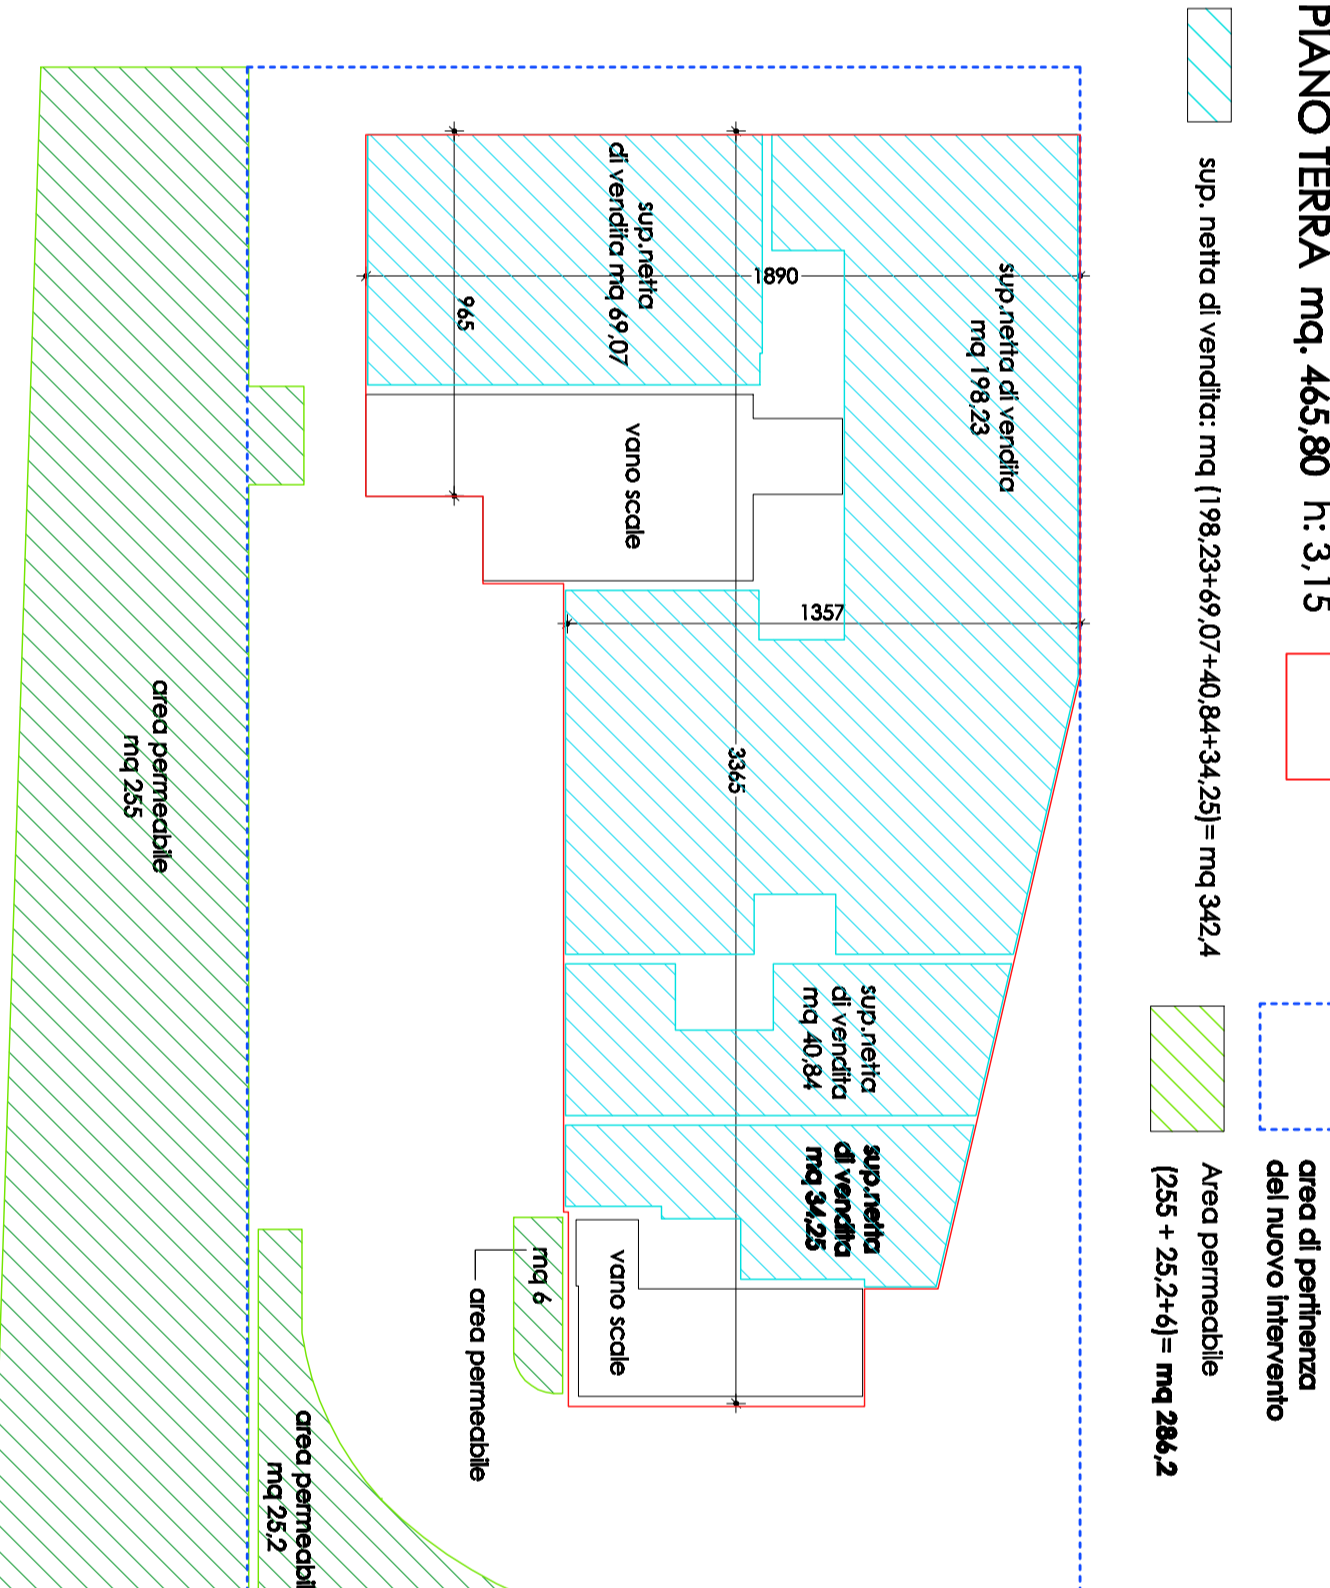 PIANO TERRA mq. 465,80 h: 3,15
sup. netta di vendita: mq (198,23+69,07+40,84+34,25)= mq 342,4
area di pertinenza
del nuovo intervento
Area permeabile
(255 + 25,2+6)= mq 286,2
sup.netta di vendita
mq 198,23
1890
sup.netta
di vendita mq 69,07
965
vano scale
1357
3365
sup.netta
di vendita
mq 40,84
sup.netta
di vendita
mq 34,25
vano scale
mq 6
area permeabile
area permeabil
mq 25,2
area permeabile
mq 255